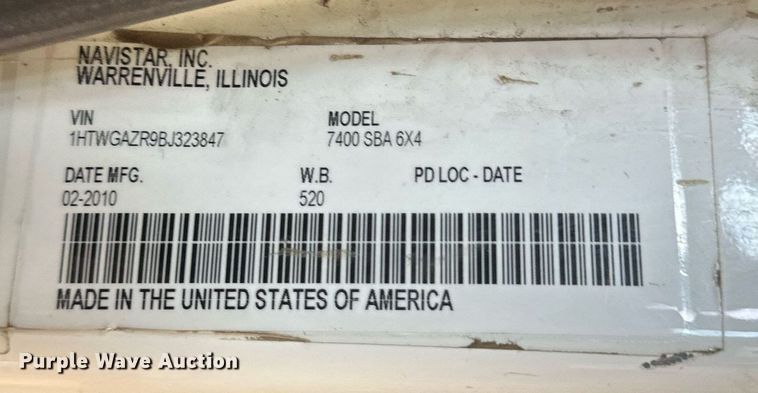 NAVISTAR, INC.
WARRENVILLE, ILLINOIS
VIN MODEL
1HTWGAZR9BJ323847 7400 SBA 6X4
DATE MFG. W.B. PD LOC - DATE
02-2010 520
MADE IN THE UNITED STATES OF AMERICA
Purple Wave Auction